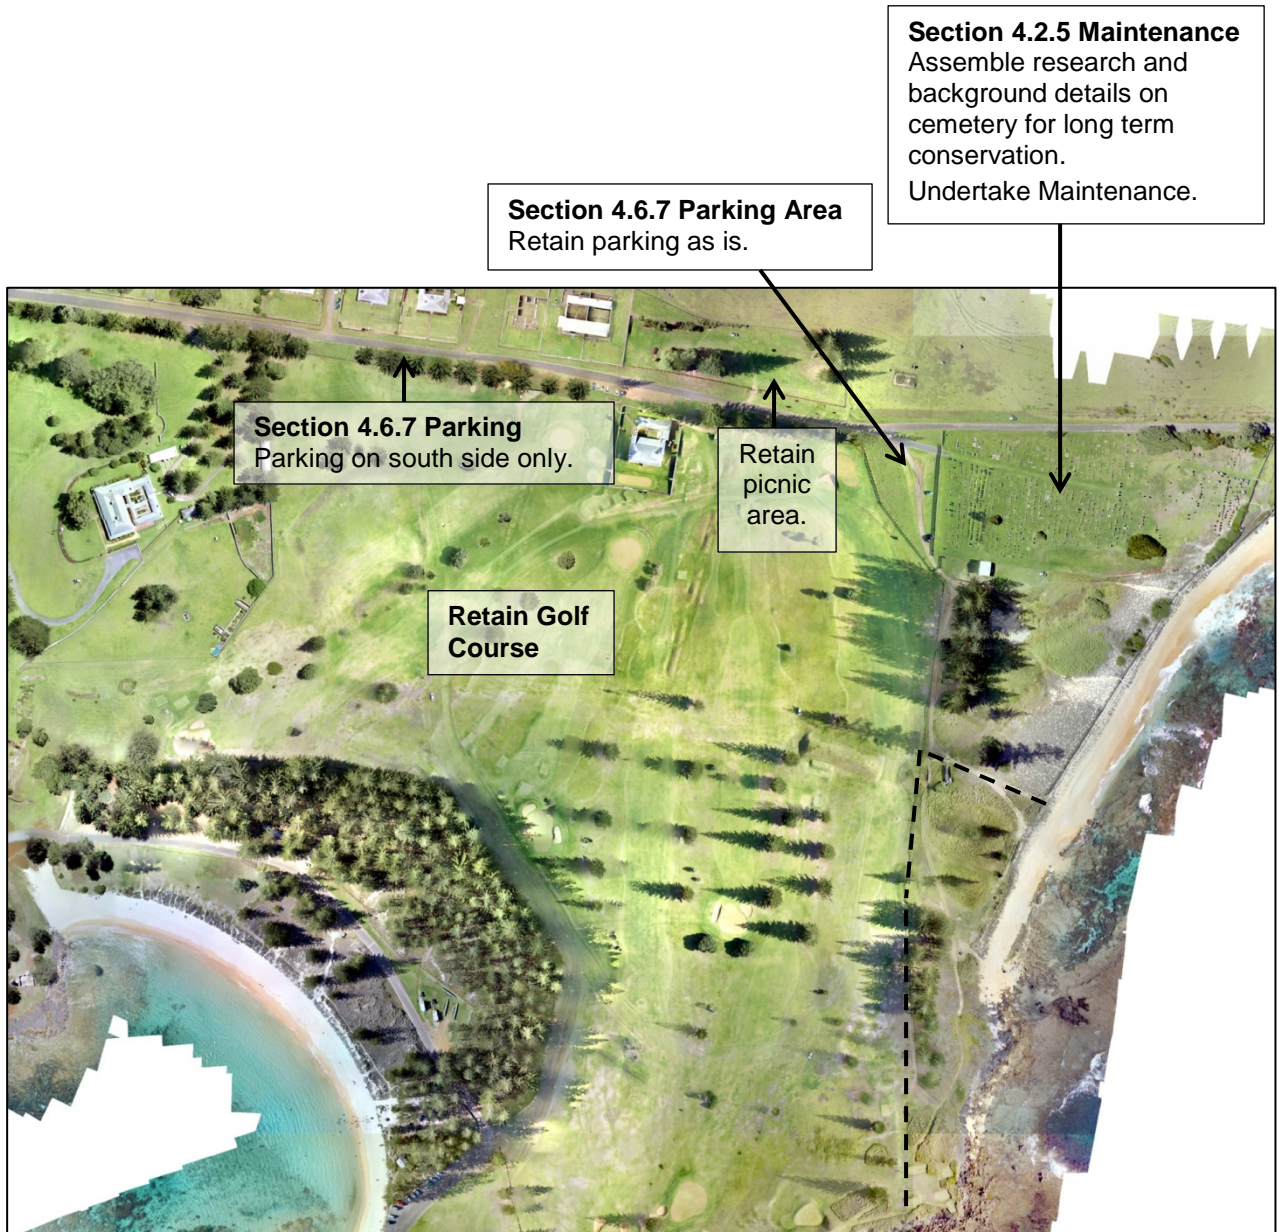 Section 4.2.5 Maintenance
Assemble research and
background details on
cemetery for long term
conservation.
Undertake Maintenance.
Section 4.6.7 Parking Area
Retain parking as is.
Section 4.6.7 Parking
Parking on south side only.
Retain
picnic
area.
Retain Golf
Course